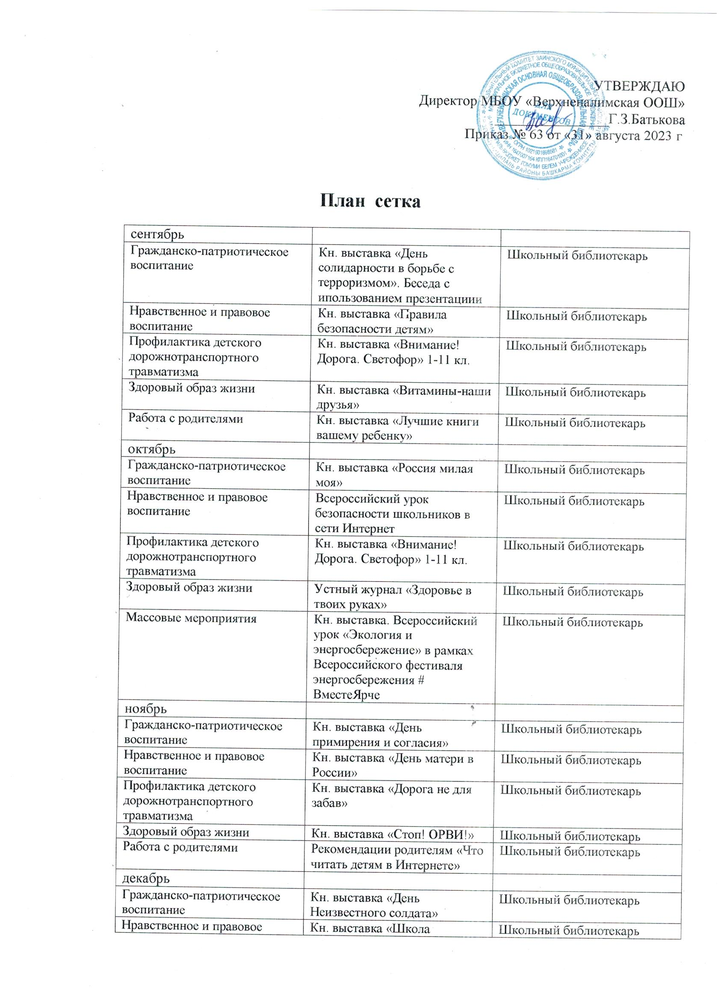 УТВЕРЖДАЮ
Директор МБОУ «Верхненалимская ООШ»
Г.З.Батькова
Приказ № 63 от «31» августа 2023 г
ДЛЯ
ДОКУМЕНТОВ
ОГРН 1021601898581
ИНН 1647007164 КПП164701001
План сетка
сентябрь
Гражданско-патриотическое
воспитание
Кн. выставка «День
солидарности в борьбе с
терроризмом». Беседа с
ипользованием презентациии
Школьный библиотекарь
Нравственное и правовое
воспитание
Кн. выставка «Правила
безопасности детям»
Школьный библиотекарь
Профилактика детского
дорожнотранспортного
травматизма
Кн. выставка «Внимание!
Дорога. Светофор» 1-11 кл.
Школьный библиотекарь
Здоровый образ жизни
Кн. выставка «Витамины-наши
друзья»
Школьный библиотекарь
Работа с родителями
Кн. выставка «Лучшие книги
вашему ребенку»
Школьный библиотекарь
октябрь
Гражданско-патриотическое
воспитание
Кн. выставка «Россия милая
моя»
Школьный библиотекарь
Нравственное и правовое
воспитание
Всероссийский урок
безопасности школьников в
сети Интернет
Школьный библиотекарь
Профилактика детского
дорожнотранспортного
травматизма
Кн. выставка «Внимание!
Дорога. Светофор» 1-11 кл.
Школьный библиотекарь
Здоровый образ жизни
Устный журнал «Здоровье в
твоих руках»
Школьный библиотекарь
Массовые мероприятия
Кн. выставка. Всероссийский
урок «Экология и
энергосбережение» в рамках
Всероссийского фестиваля
энергосбережения #
ВместеЯрче
Школьный библиотекарь
ноябрь
Гражданско-патриотическое
воспитание
Кн. выставка «День
примирения и согласия»
Школьный библиотекарь
Нравственное и правовое
воспитание
Кн. выставка «День матери в
России»
Школьный библиотекарь
Профилактика детского
дорожнотранспортного
травматизма
Кн. выставка «Дорога не для
забав»
Школьный библиотекарь
Здоровый образ жизни
Кн. выставка «Стоп! ОРВИ!»
Школьный библиотекарь
Работа с родителями
Рекомендации родителям «Что
читать детям в Интернете»
Школьный библиотекарь
декабрь
Гражданско-патриотическое
воспитание
Кн. выставка «День
Неизвестного солдата»
Школьный библиотекарь
Нравственное и правовое
Кн. выставка «Школа
Школьный библиотекарь